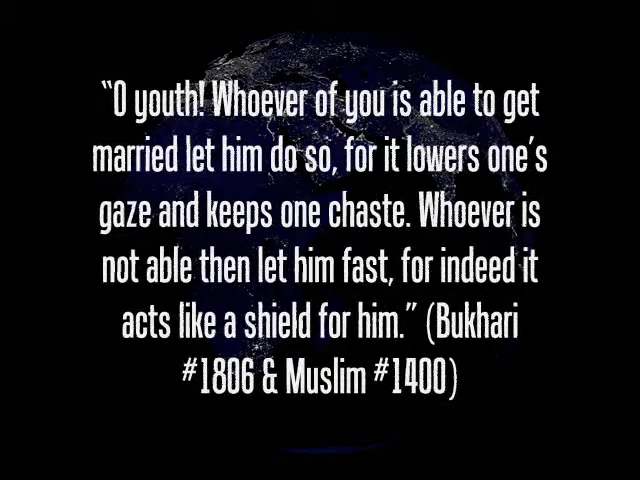 “O youth! Whoever of you is able to get
married let him do so, for it lowers one’s
gaze and keeps one chaste. Whoever is
not able then let him fast, for indeed it
acts like a shield for him.” (Bukhari
#1806 & Muslim #1400)